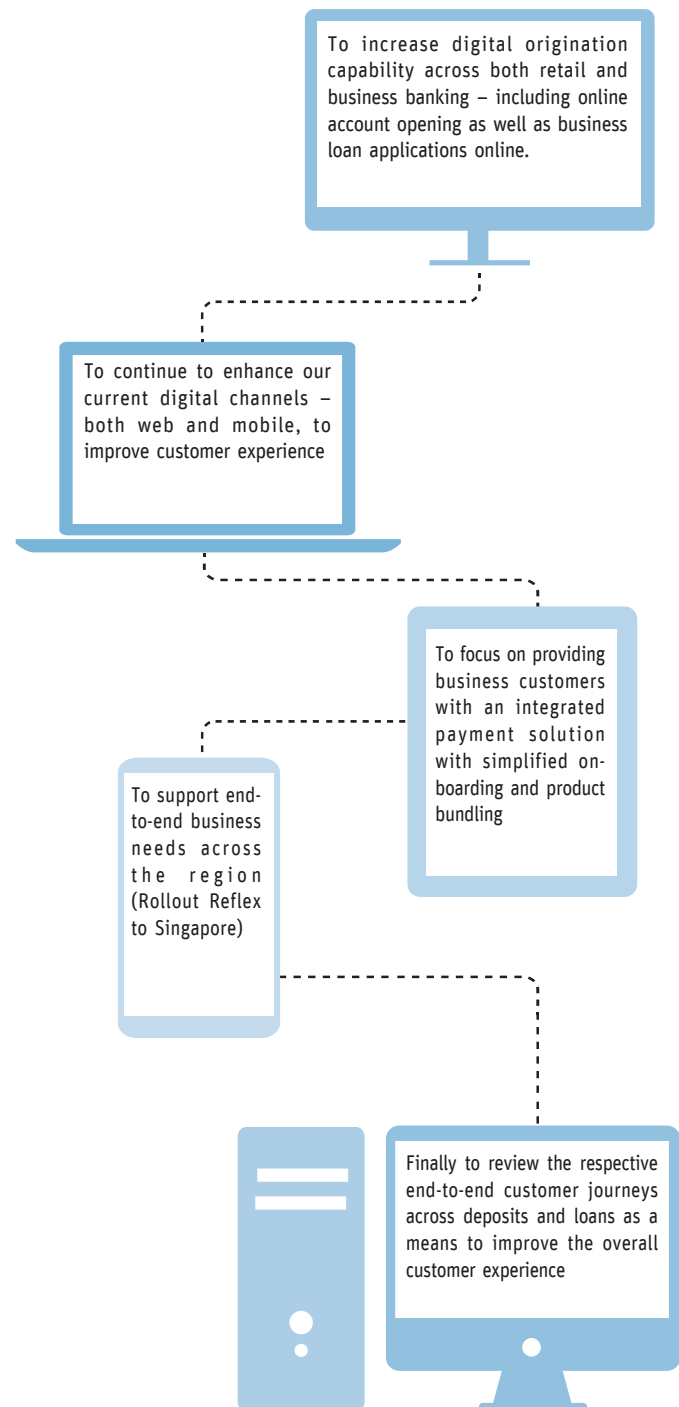 To increase digital origination
capability across both retail and
business banking – including online
account opening as well as business
loan applications online.
To continue to enhance our
current digital channels –
both web and mobile, to
improve customer experience
To focus on providing
business customers
with an integrated
payment solution
with simplified on-
boarding and product
bundling
To support end-
to-end business
needs across
the region
(Rollout Reflex
to Singapore)
Finally to review the respective
end-to-end customer journeys
across deposits and loans as a
means to improve the overall
customer experience